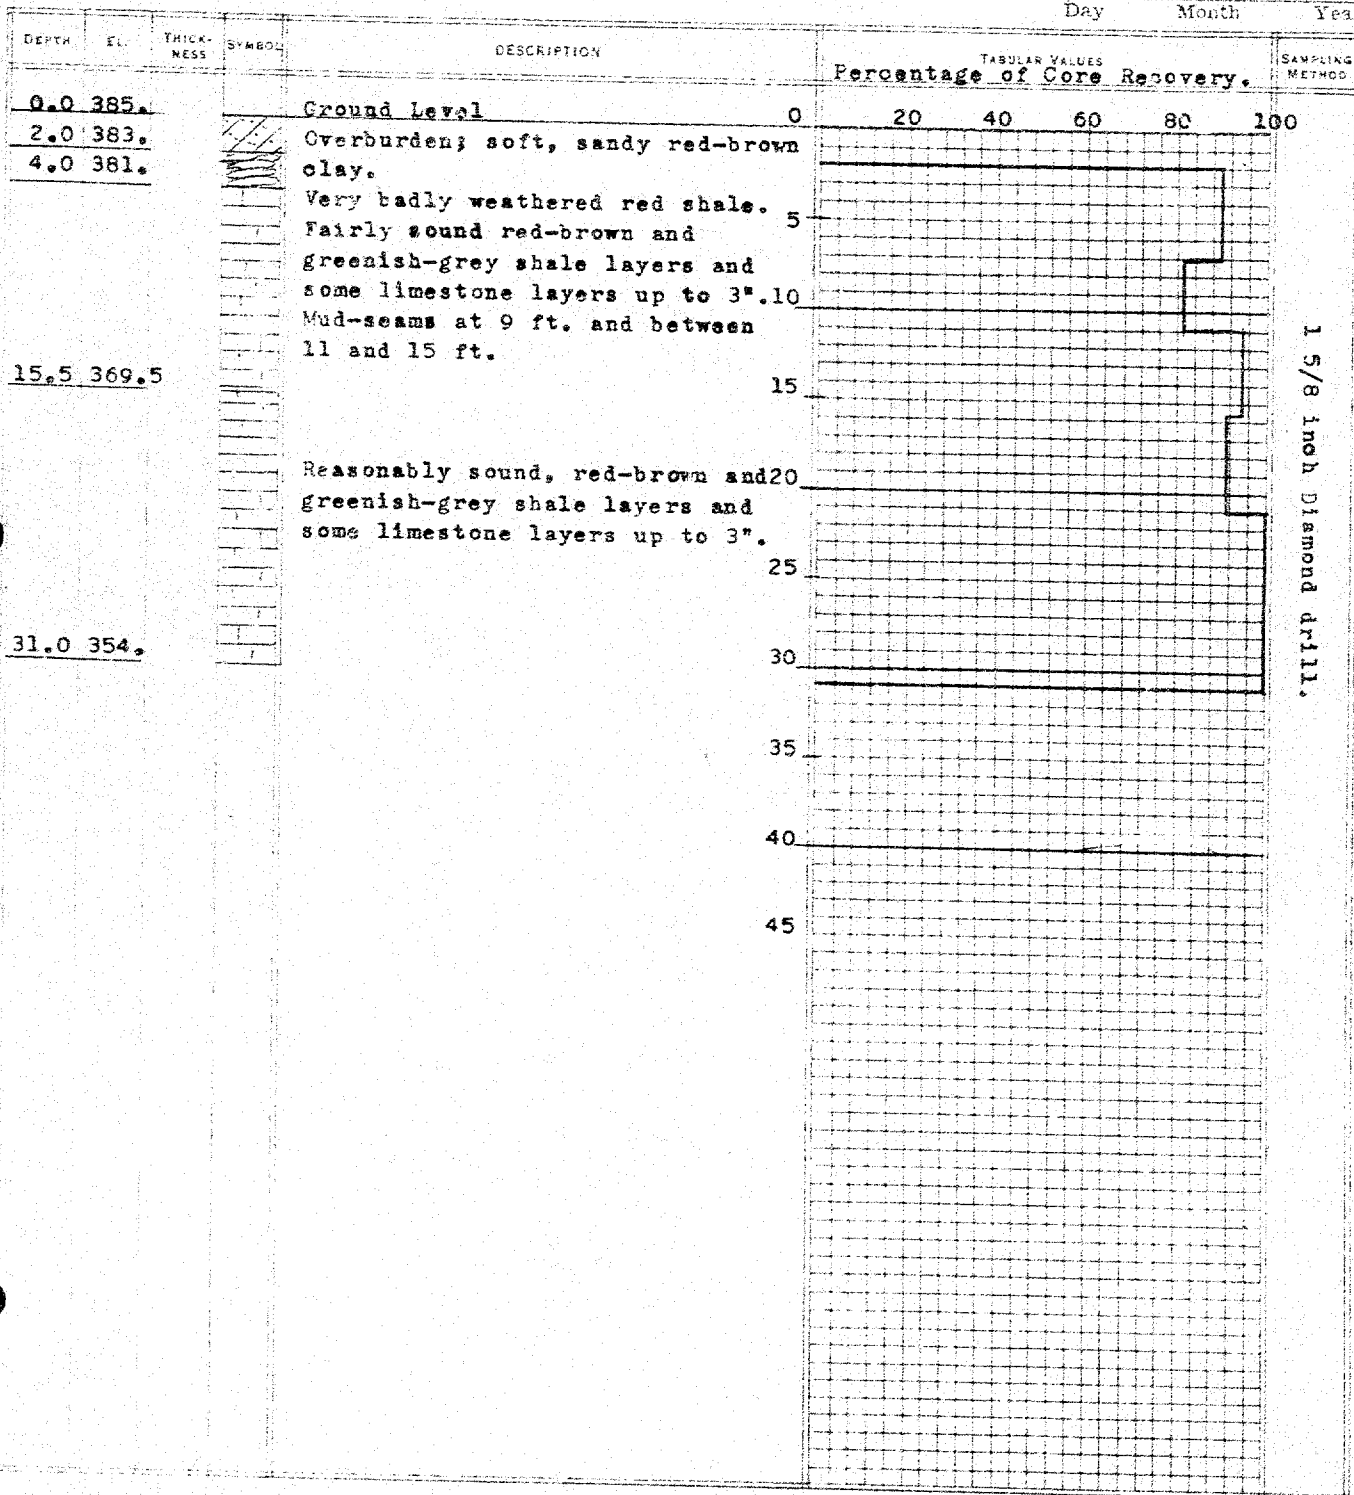 Day Month Yea
DEPTH EL. THICK- NESS SYMBOL DESCRIPTION TABULAR VALUES SAMPLING METHOD
Percentage of Core Recovery.
0.0 385. Ground Level 0 20 40 60 80 100
2.0 383. Overburden; soft, sandy red-brown
4.0 381. clay.
Very badly weathered red shale.
5
Fairly sound red-brown and
greenish-grey shale layers and
some limestone layers up to 3". 10
Mud-seams at 9 ft. and between
11 and 15 ft.
15.5 369.5
15
Reasonably sound, red-brown and 20
greenish-grey shale layers and
some limestone layers up to 3".
25
31.0 354.
30
35
40
45
1 5/8 inch Diamond drill.